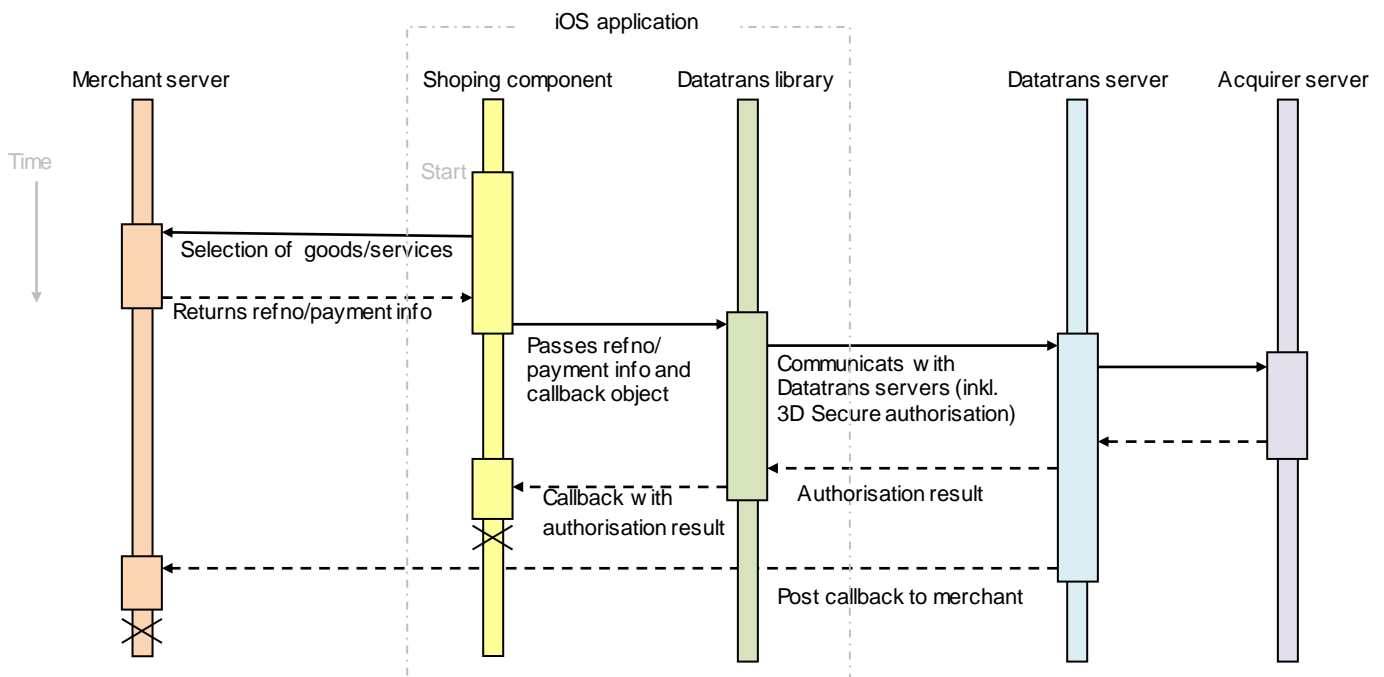 iOS application
Merchant server
Shoping component
Datatrans library
Datatrans server
Acquirer server
Time
Start
Selection of goods/services
Returns refno/payment info
Passes refno/
payment info and
callback object
Communicats with
Datatrans servers (inkl.
3D Secure authorisation)
Authorisation result
Callback with
authorisation result
Post callback to merchant